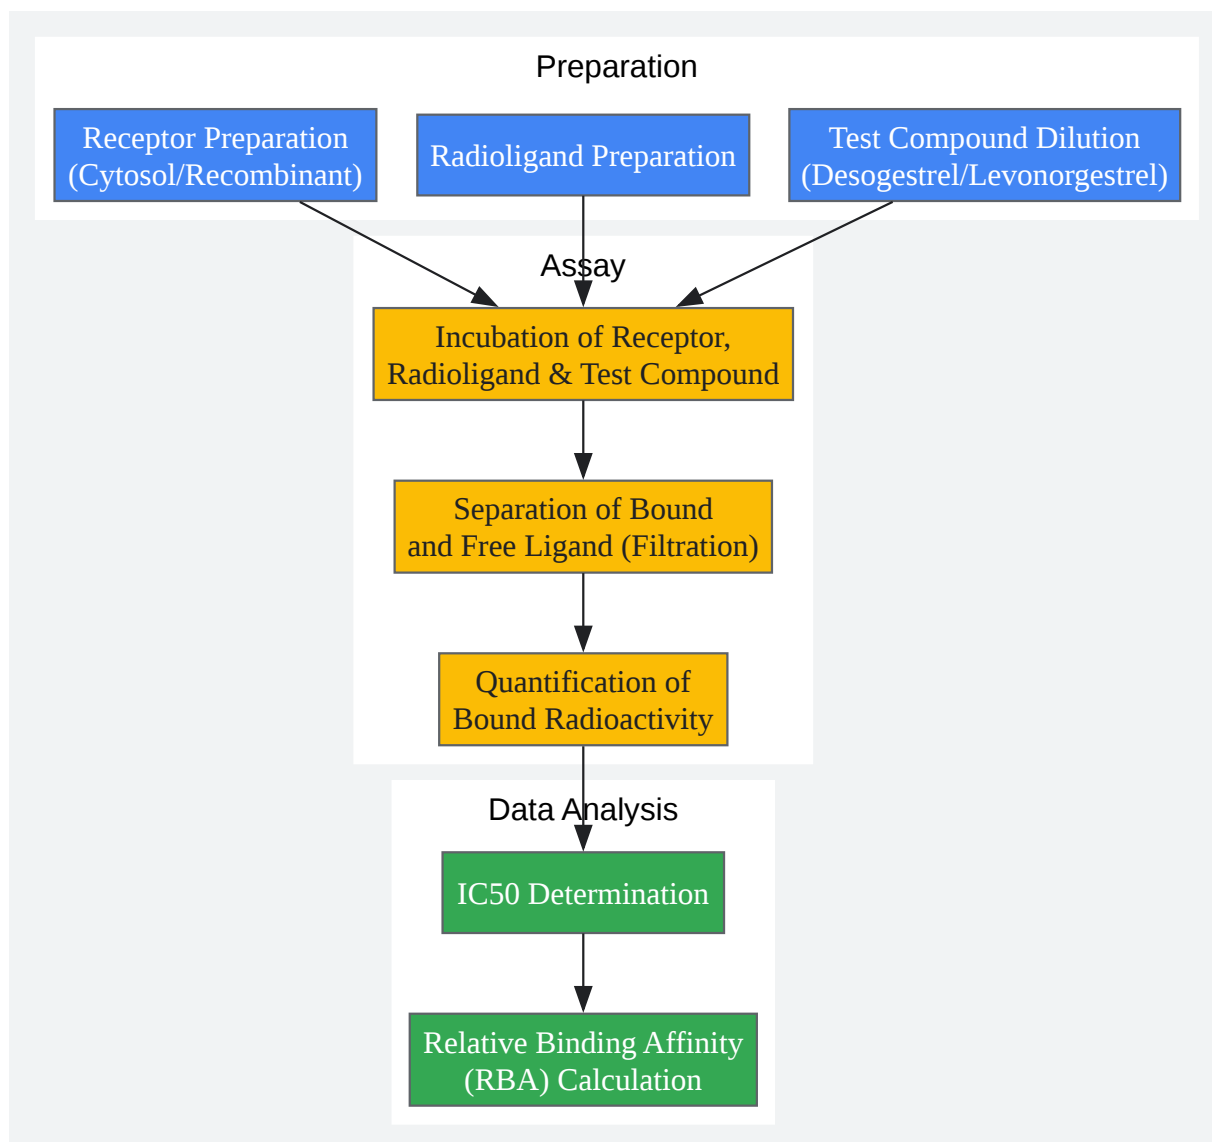 Preparation
Receptor Preparation
(Cytosol/Recombinant)
Radioligand Preparation
Test Compound Dilution
(Desogestrel/Levonorgestrel)
Assay
Incubation of Receptor,
Radioligand & Test Compound
Separation of Bound
and Free Ligand (Filtration)
Quantification of
Bound Radioactivity
Data Analysis
IC50 Determination
Relative Binding Affinity
(RBA) Calculation